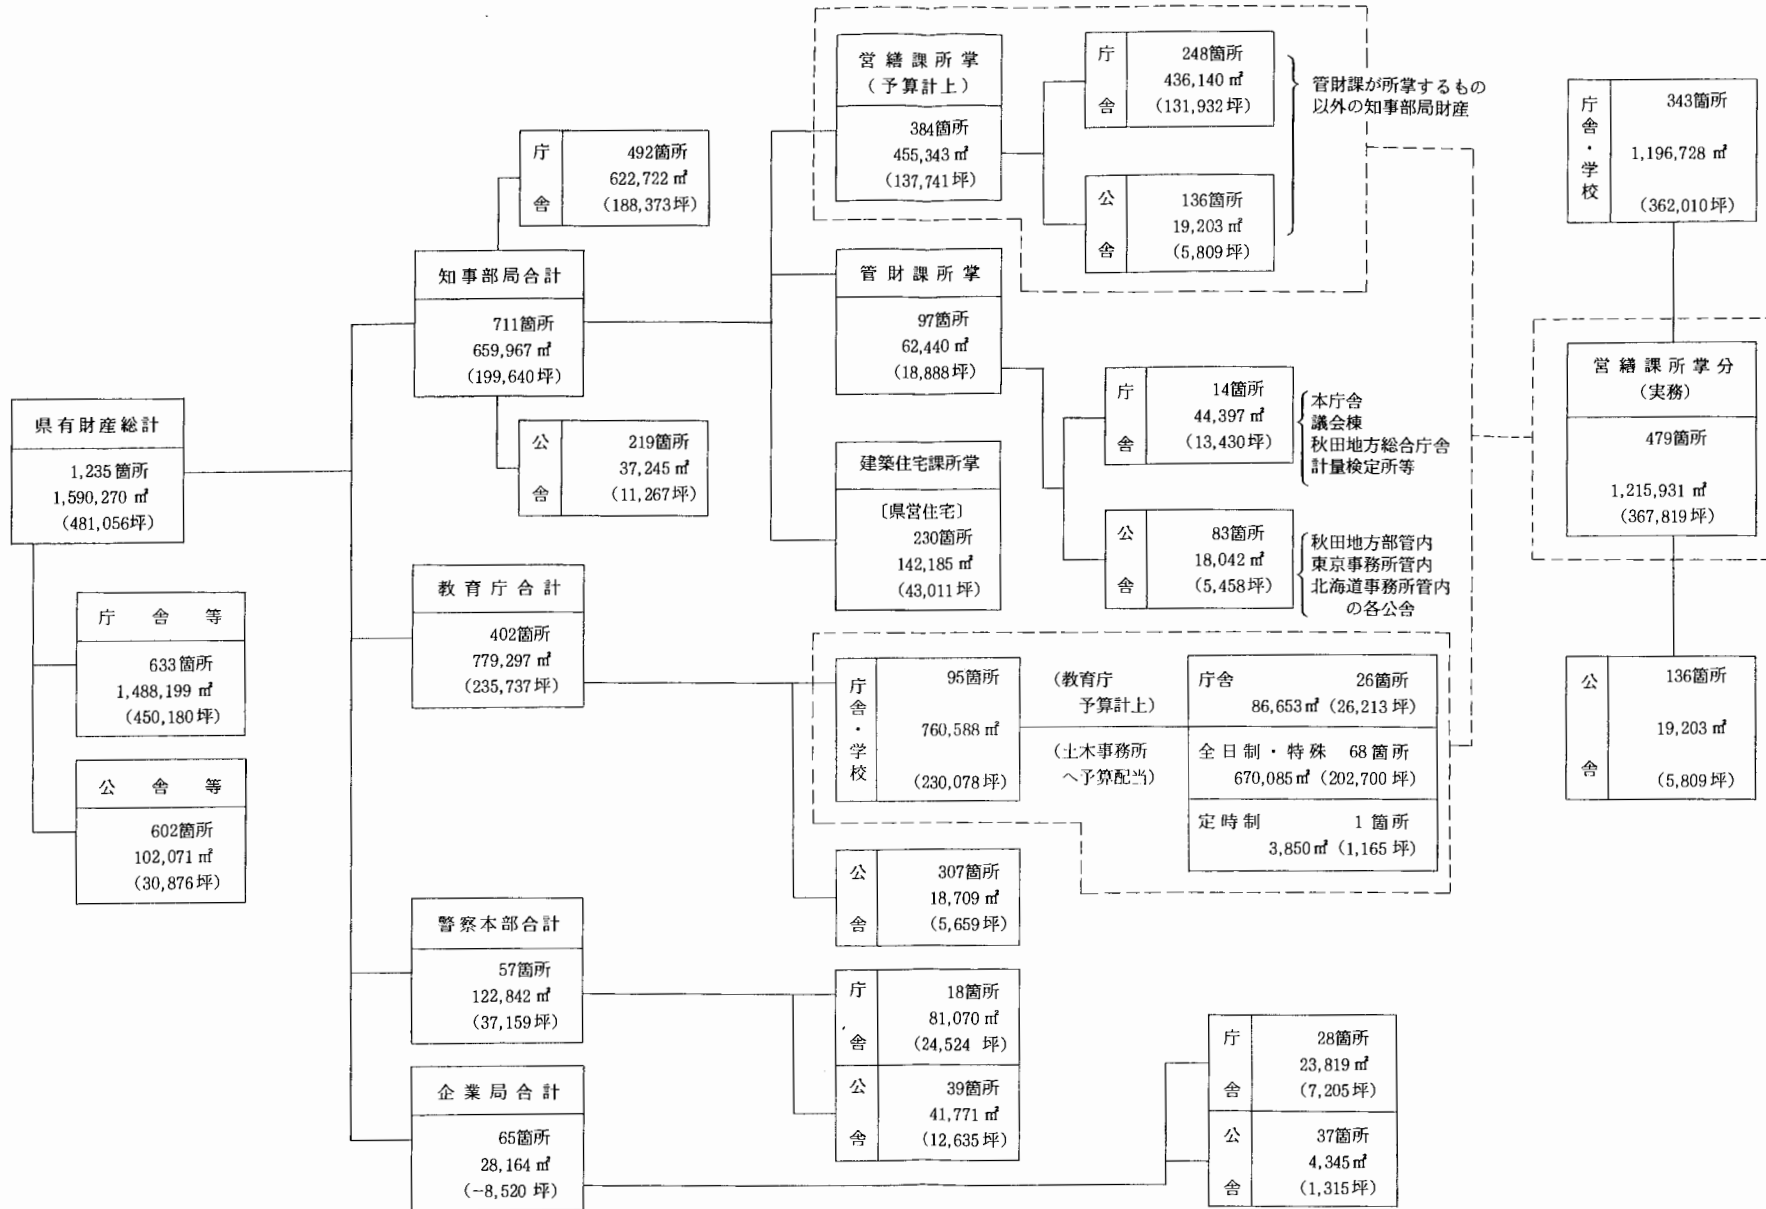 県有財産総計
1,235箇所
1,590,270㎡
(481,056坪)
庁舎等
633箇所
1,488,199㎡
(450,180坪)
公舎等
602箇所
102,071㎡
(30,876坪)
庁舎
492箇所
622,722㎡
(188,373坪)
知事部局合計
711箇所
659,967㎡
(199,640坪)
公舎
219箇所
37,245㎡
(11,267坪)
教育庁合計
402箇所
779,297㎡
(235,737坪)
警察本部合計
57箇所
122,842㎡
(37,159坪)
企業局合計
65箇所
28,164㎡
(-8,520坪)
営繕課所掌
(予算計上)
384箇所
455,343㎡
(137,741坪)
庁舎
248箇所
436,140㎡
(131,932坪)
公舎
136箇所
19,203㎡
(5,809坪)
管財課が所掌するもの
以外の知事部局財産
管財課所掌
97箇所
62,440㎡
(18,888坪)
庁舎
14箇所
44,397㎡
(13,430坪)
本庁舎
議会棟
秋田地方総合庁舎
計量検定所等
公舎
83箇所
18,042㎡
(5,458坪)
秋田地方部管内
東京事務所管内
北海道事務所管内
の各公舎
建築住宅課所掌
〔県営住宅〕
230箇所
142,185㎡
(43,011坪)
庁舎・学校
95箇所
760,588㎡
(230,078坪)
(教育庁
予算計上)
(土木事務所
へ予算配当)
庁舎 26箇所
86,653㎡(26,213坪)
全日制・特殊 68箇所
670,085㎡(202,700坪)
定時制 1箇所
3,850㎡(1,165坪)
公舎
307箇所
18,709㎡
(5,659坪)
庁舎
18箇所
81,070㎡
(24,524坪)
公舎
39箇所
41,771㎡
(12,635坪)
庁舎
28箇所
23,819㎡
(7,205坪)
公舎
37箇所
4,345㎡
(1,315坪)
庁舎・学校
343箇所
1,196,728㎡
(362,010坪)
営繕課所掌分
(実務)
479箇所
1,215,931㎡
(367,819坪)
公舎
136箇所
19,203㎡
(5,809坪)